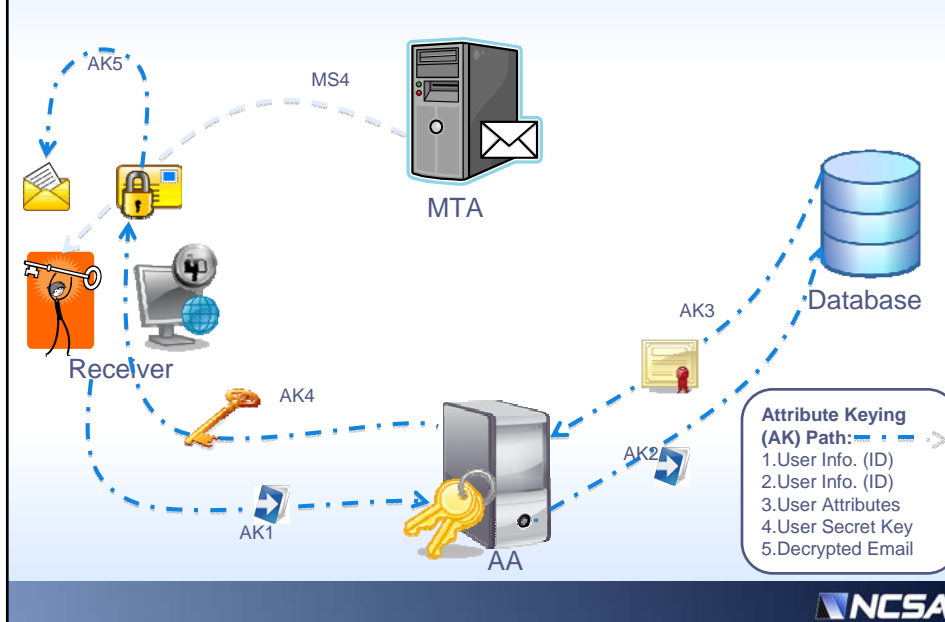 AK5
MS4
MTA
Database
AK3
Receiver
AK4
AK2
AK1
AA
Attribute Keying
(AK) Path:
1.User Info. (ID)
2.User Info. (ID)
3.User Attributes
4.User Secret Key
5.Decrypted Email
NCSA